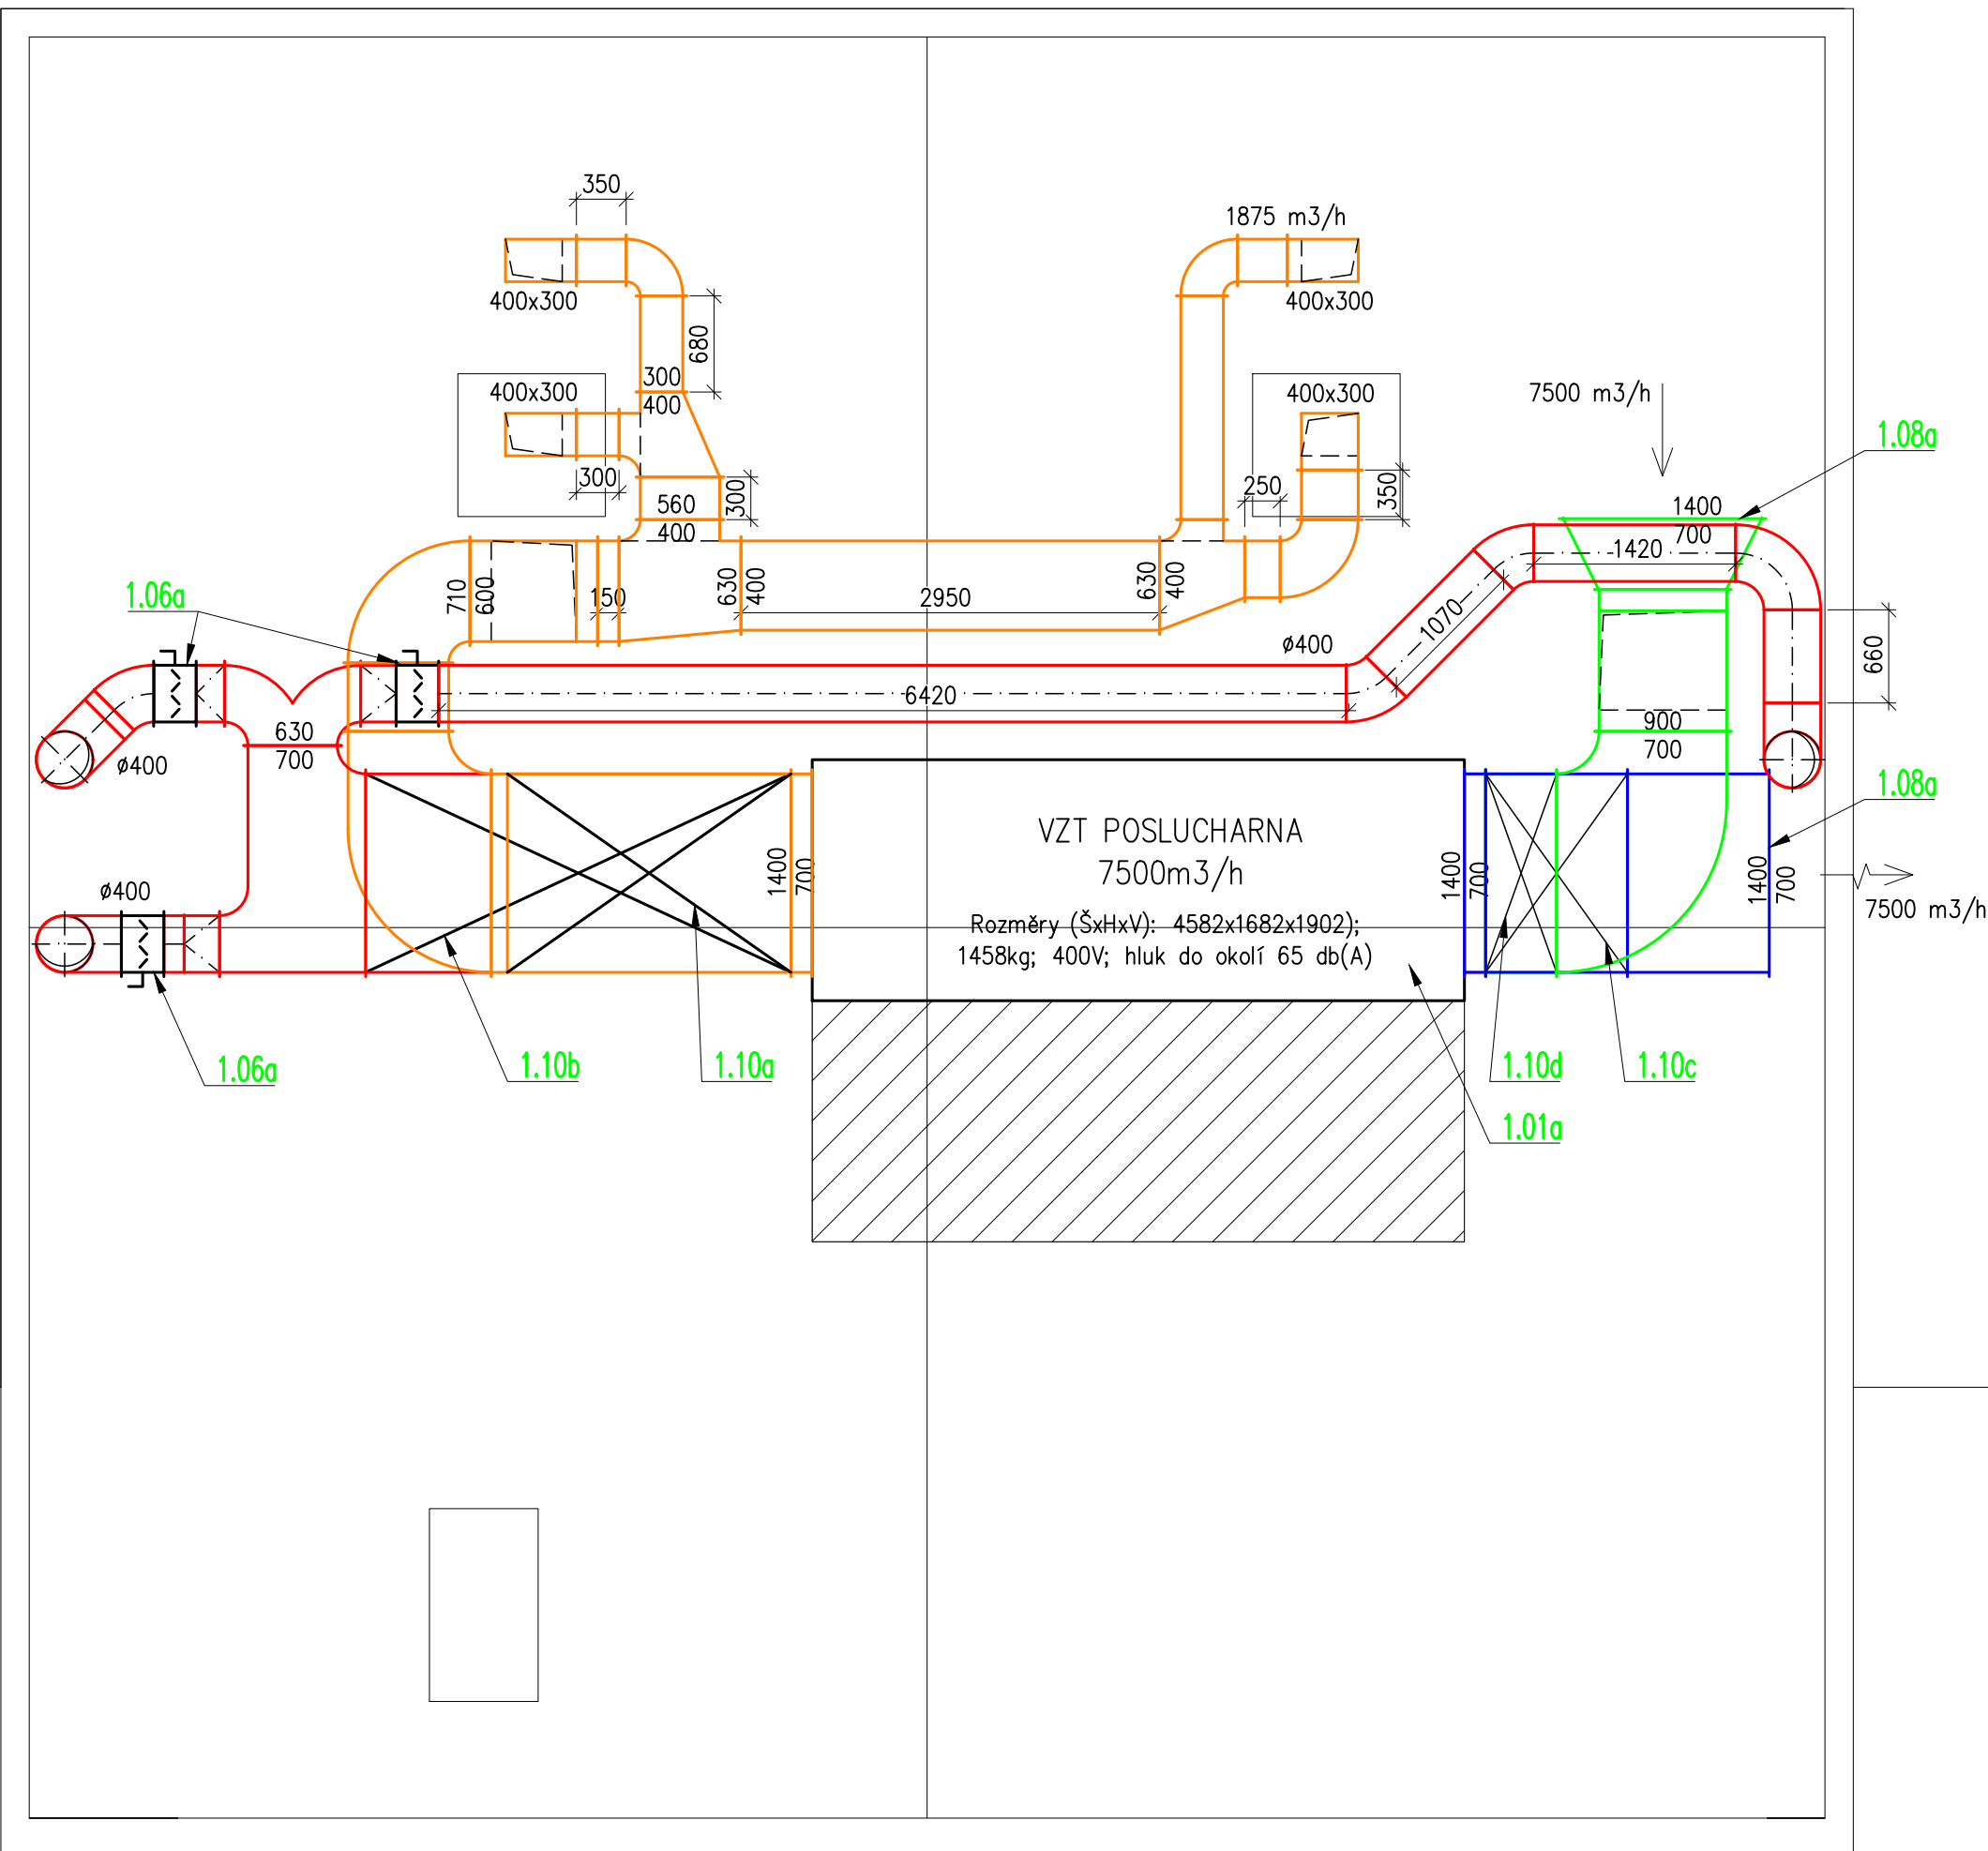 350
1875 m3/h
400x300
400x300
680
300
400
400x300
400x300
7500 m3/h
1.08a
300
300
560
400
250
350
1400
700
1420
1.06a
710
600
150
630
400
2950
630
400
1070
ø400
660
6420
630
700
ø400
900
700
1.08a
VZT POSLUCHARNA
7500m3/h
1400
700
1400
700
1400
700
ø400
7500 m3/h
Rozměry (ŠxHxV): 4582x1682x1902);
1458kg; 400V; hluk do okolí 65 db(A)
1.06a
1.10b
1.10a
1.10d
1.10c
1.01a